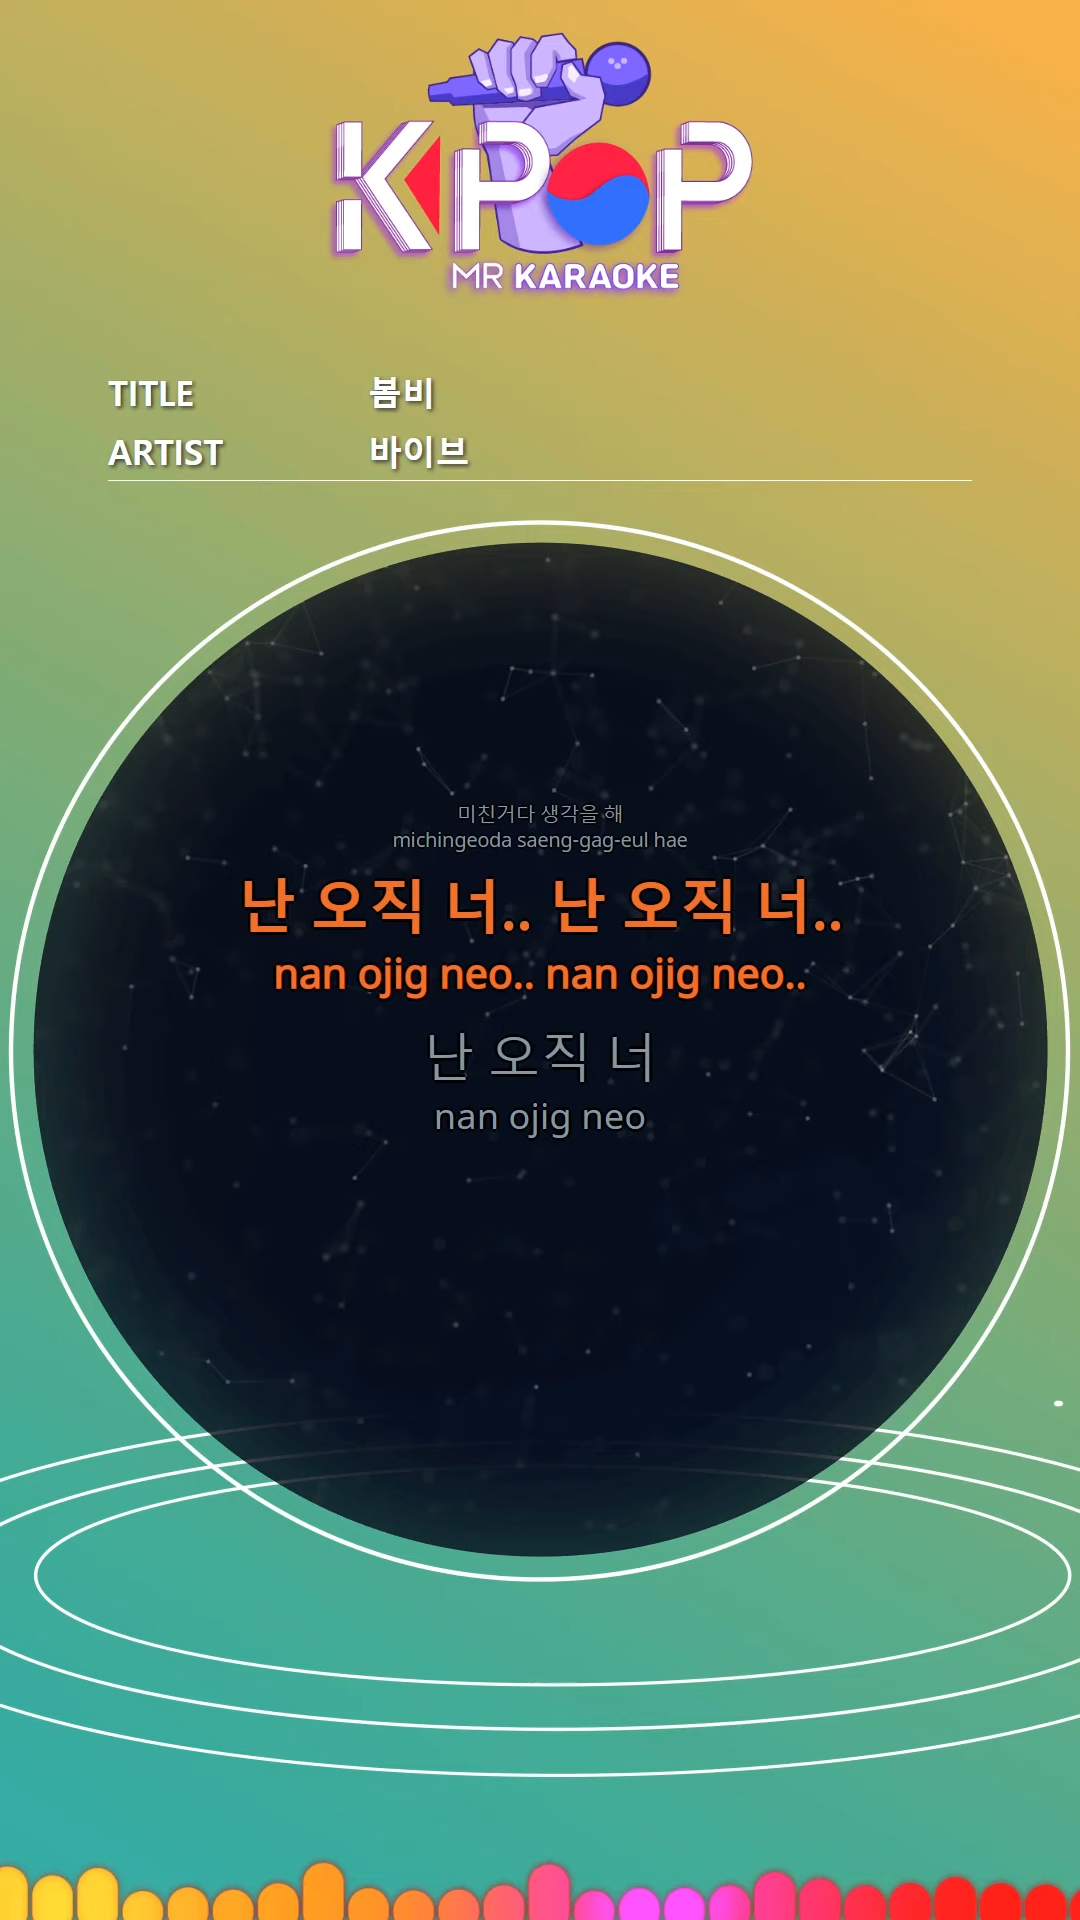 KPOP
MR KARAOKE
TITLE 봄비
ARTIST 바이브
미친거다 생각을 해
michingeoda saeng-gag-eul hae
난 오직 너.. 난 오직 너..
nan ojig neo.. nan ojig neo..
난 오직 너
nan ojig neo